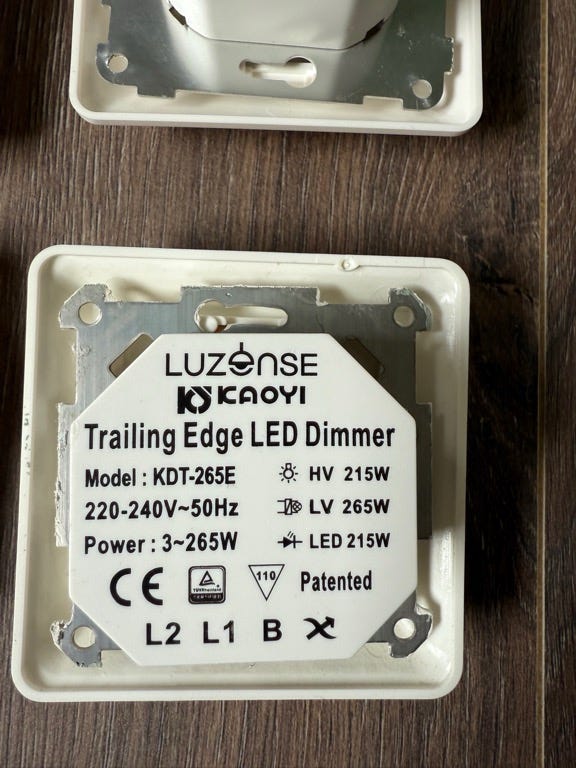 LUZENSE
KAOYI
Trailing Edge LED Dimmer
Model : KDT-265E
HV 215W
220-240V~50Hz
LV 265W
Power : 3~265W
LED 215W
CE
TÜVRheinland
110
Patented
L2 L1 B